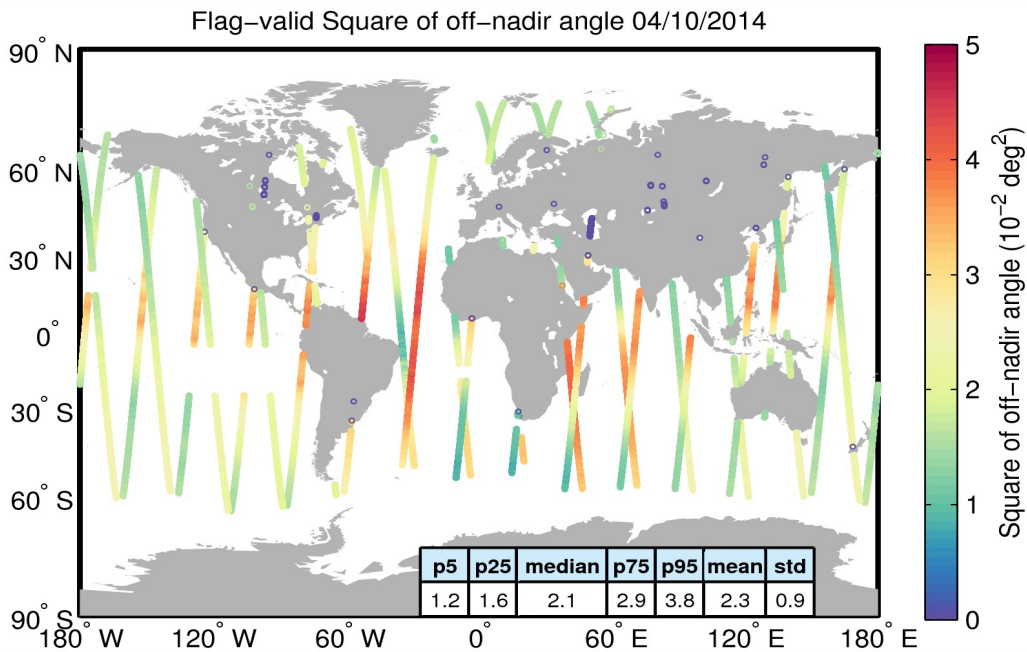 Flag−valid Square of off−nadir angle 04/10/2014
90° N
60° N
30° N
0°
30° S
60° S
90° S
180° W
120° W
60° W
0°
60° E
120° E
180° E
p5 p25 median p75 p95 mean std
1.2 1.6 2.1 2.9 3.8 2.3 0.9
5
4
3
2
1
0
Square of off−nadir angle (10⁻² deg²)